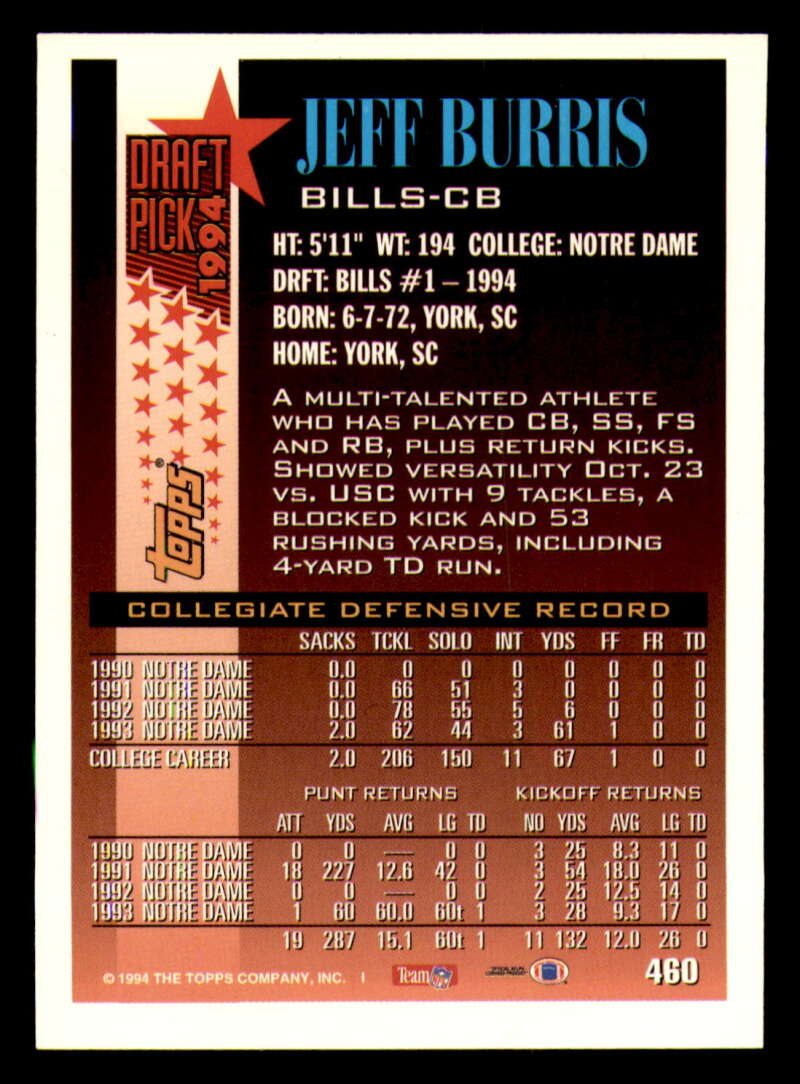 DRAFT
PICK
1994
JEFF BURRIS
BILLS-CB
HT: 5'11" WT: 194 COLLEGE: NOTRE DAME
DRFT: BILLS #1 – 1994
BORN: 6-7-72, YORK, SC
HOME: YORK, SC
A MULTI-TALENTED ATHLETE
WHO HAS PLAYED CB, SS, FS
AND RB, PLUS RETURN KICKS.
SHOWED VERSATILITY OCT. 23
VS. USC WITH 9 TACKLES, A
BLOCKED KICK AND 53
RUSHING YARDS, INCLUDING
4-YARD TD RUN.
Topps®
COLLEGIATE DEFENSIVE RECORD
SACKS TCKL SOLO INT YDS FF FR TD
1990 NOTRE DAME 0.0 0 0 0 0 0 0 0
1991 NOTRE DAME 0.0 66 51 3 0 0 0 0
1992 NOTRE DAME 0.0 78 55 5 6 0 0 0
1993 NOTRE DAME 2.0 62 44 3 61 1 0 0
COLLEGE CAREER 2.0 206 150 11 67 1 0 0
PUNT RETURNS KICKOFF RETURNS
ATT YDS AVG LG TD NO YDS AVG LG TD
1990 NOTRE DAME 0 0 — 0 0 3 25 8.3 11 0
1991 NOTRE DAME 18 227 12.6 42 0 3 54 18.0 26 0
1992 NOTRE DAME 0 0 — 0 0 2 25 12.5 14 0
1993 NOTRE DAME 1 60 60.0 60t 1 3 28 9.3 17 0
19 287 15.1 60t 1 11 132 12.0 26 0
© 1994 THE TOPPS COMPANY, INC. I Team NFL 460